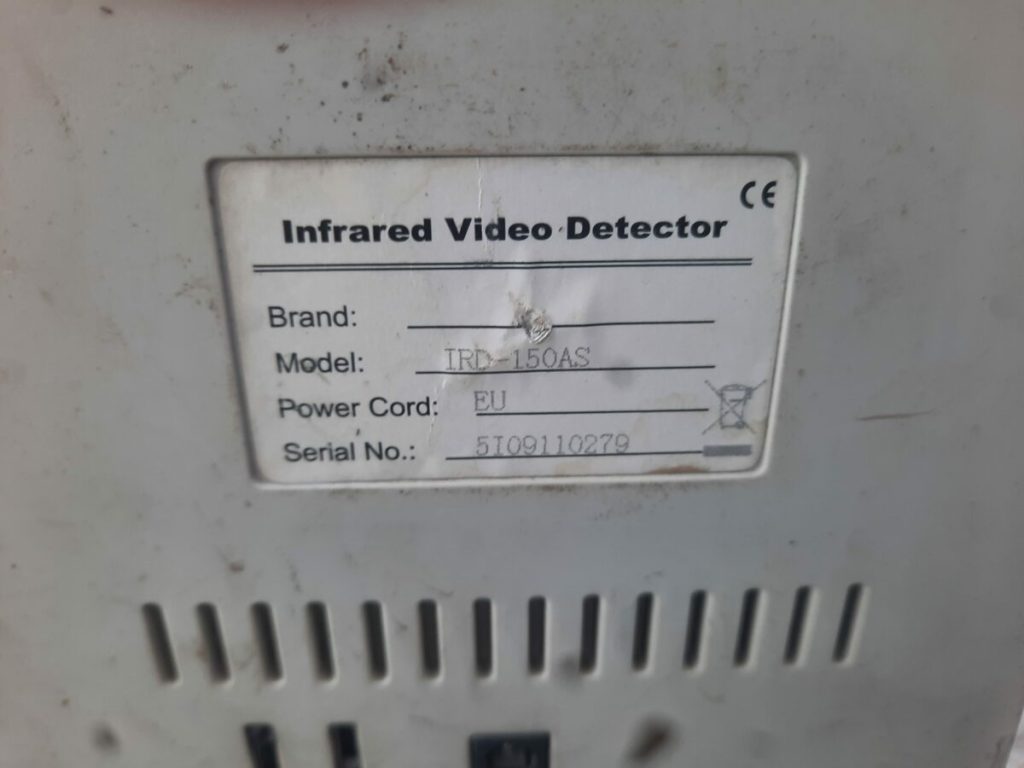 CE
Infrared Video Detector
Brand:
Model: IRD-150AS
Power Cord: EU
Serial No.: 5I09110279